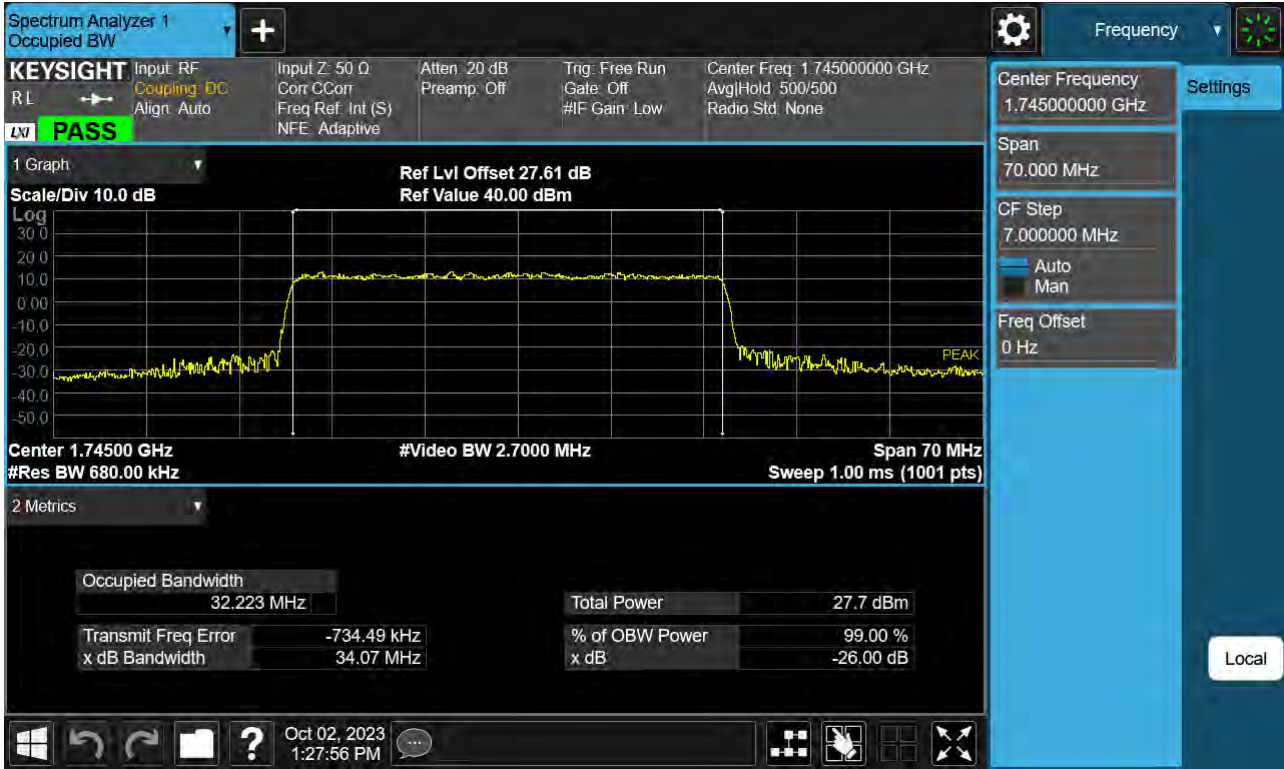 Spectrum Analyzer 1
Occupied BW
+
Frequency
KEYSIGHT
R L
LXI
PASS
Input: RF
Coupling: DC
Align: Auto
Input Z: 50 Ω
Corr CCorr
Freq Ref: Int (S)
NFE: Adaptive
Atten: 20 dB
Preamp: Off
Trig: Free Run
Gate: Off
#IF Gain: Low
Center Freq: 1.745000000 GHz
Avg|Hold: 500/500
Radio Std: None
1 Graph
Scale/Div 10.0 dB
Ref Lvl Offset 27.61 dB
Ref Value 40.00 dBm
Log
30.0
20.0
10.0
0.00
-10.0
-20.0
-30.0
-40.0
-50.0
PEAK
Center 1.74500 GHz
#Video BW 2.7000 MHz
Span 70 MHz
#Res BW 680.00 kHz
Sweep 1.00 ms (1001 pts)
2 Metrics
Occupied Bandwidth
32.223 MHz
Total Power 27.7 dBm
Transmit Freq Error -734.49 kHz
% of OBW Power 99.00 %
x dB Bandwidth 34.07 MHz
x dB -26.00 dB
Center Frequency
1.745000000 GHz
Settings
Span
70.000 MHz
CF Step
7.000000 MHz
Auto
Man
Freq Offset
0 Hz
Local
?
Oct 02, 2023
1:27:56 PM